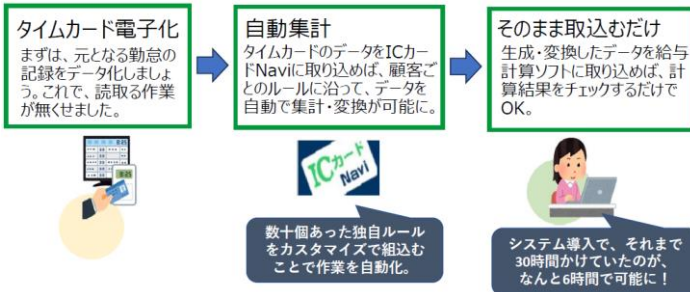 タイムカード電子化
まずは、元となる勤怠の
記録をデータ化しましょ
う。これで、読取る作業
が無くせました。
自動集計
タイムカードのデータをICカー
ドNaviに取り込めば、顧客ご
とのルールに沿って、データを
自動で集計・変換が可能に。
そのまま取込むだけ
生成・変換したデータを給与
計算ソフトに取り込めば、計
算結果をチェックするだけで
OK。
8:45
8:45
ICカード
Navi
数十個あった独自ルール
をカスタマイズで組込む
ことで作業を自動化。
システム導入で、それまで
30時間かけていたのが、
なんと6時間で可能に！